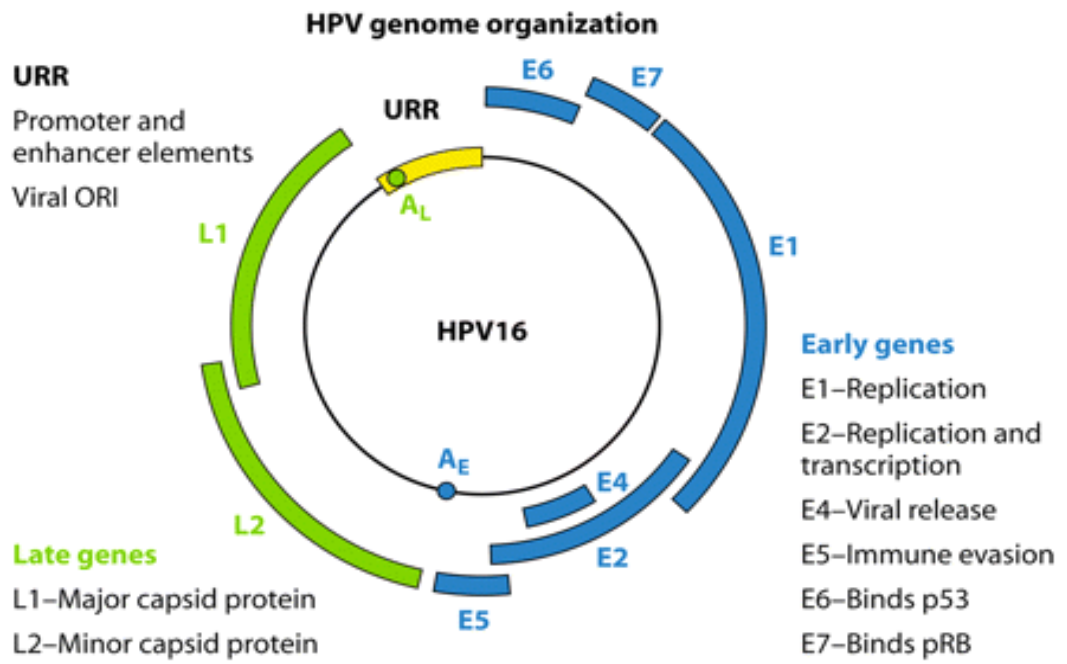 HPV genome organization
URR
Promoter and
enhancer elements
Viral ORI
URR
E6
E7
A_L
L1
E1
HPV16
Early genes
E1–Replication
E2–Replication and
transcription
E4–Viral release
E5–Immune evasion
E6–Binds p53
E7–Binds pRB
A_E
E4
L2
E2
E5
Late genes
L1–Major capsid protein
L2–Minor capsid protein